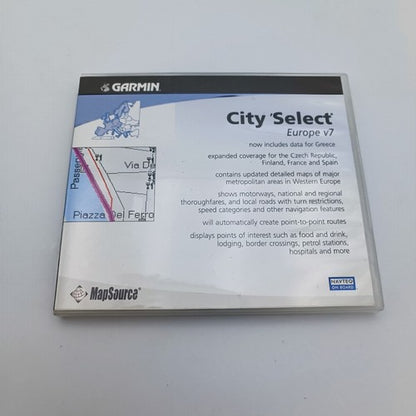 GARMIN
City Select
Europe v7
now includes data for Greece
expanded coverage for the Czech Republic,
Finland, France and Spain
contains updated detailed maps of major
metropolitan areas in Western Europe
shows motorways, national and regional
thoroughfares, and local roads with turn restrictions,
speed categories and other navigation features
will automatically create point-to-point routes
displays points of interest such as food and drink,
lodging, border crossings, petrol stations,
hospitals and more
Via De
Piazza Del Ferro
MapSource
NAVTEQ
ON BOARD